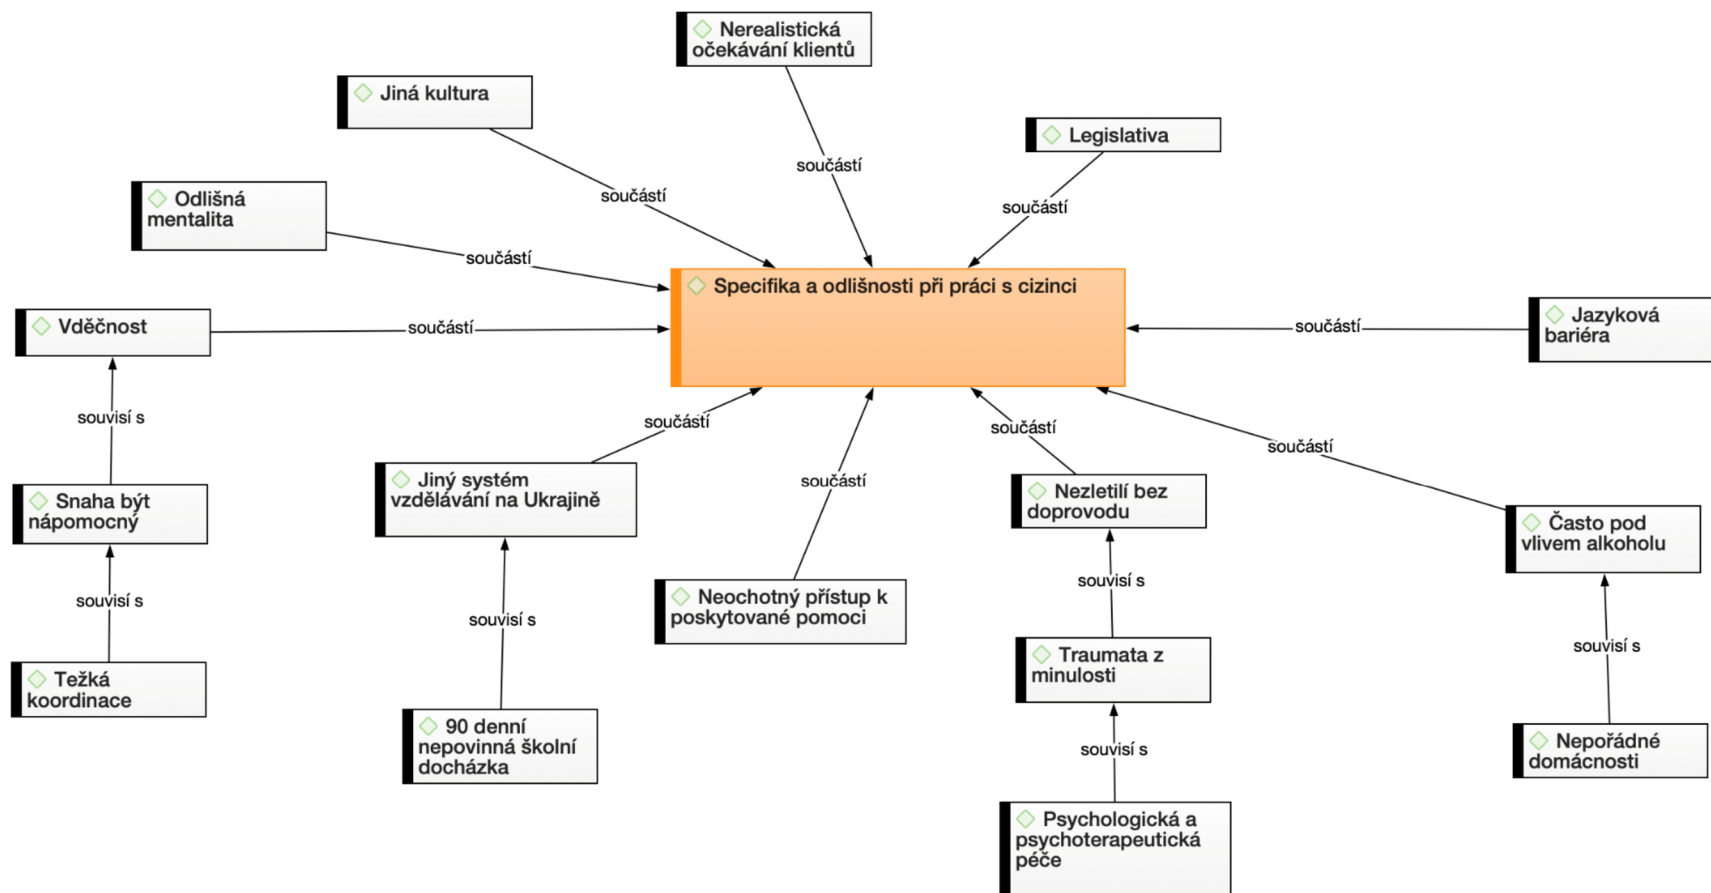 Nerealistická
očekávání klientů
Jiná kultura
Legislativa
součástí
součástí
součástí
Odlišná
mentalita
součástí
Specifika a odlišnosti při práci s cizinci
Vděčnost
součástí
součástí
Jazyková
bariéra
souvisí s
součástí
součástí
součástí
součástí
Jiný systém
vzdělávání na Ukrajině
Snaha být
nápomocný
Nezletilí bez
doprovodu
Často pod
vlivem alkoholu
souvisí s
souvisí s
Neochotný přístup k
poskytované pomoci
souvisí s
souvisí s
Težká
koordinace
Traumata z
minulosti
90 denní
nepovinná školní
docházka
souvisí s
Nepořádné
domácnosti
Psychologická a
psychoterapeutická
péče